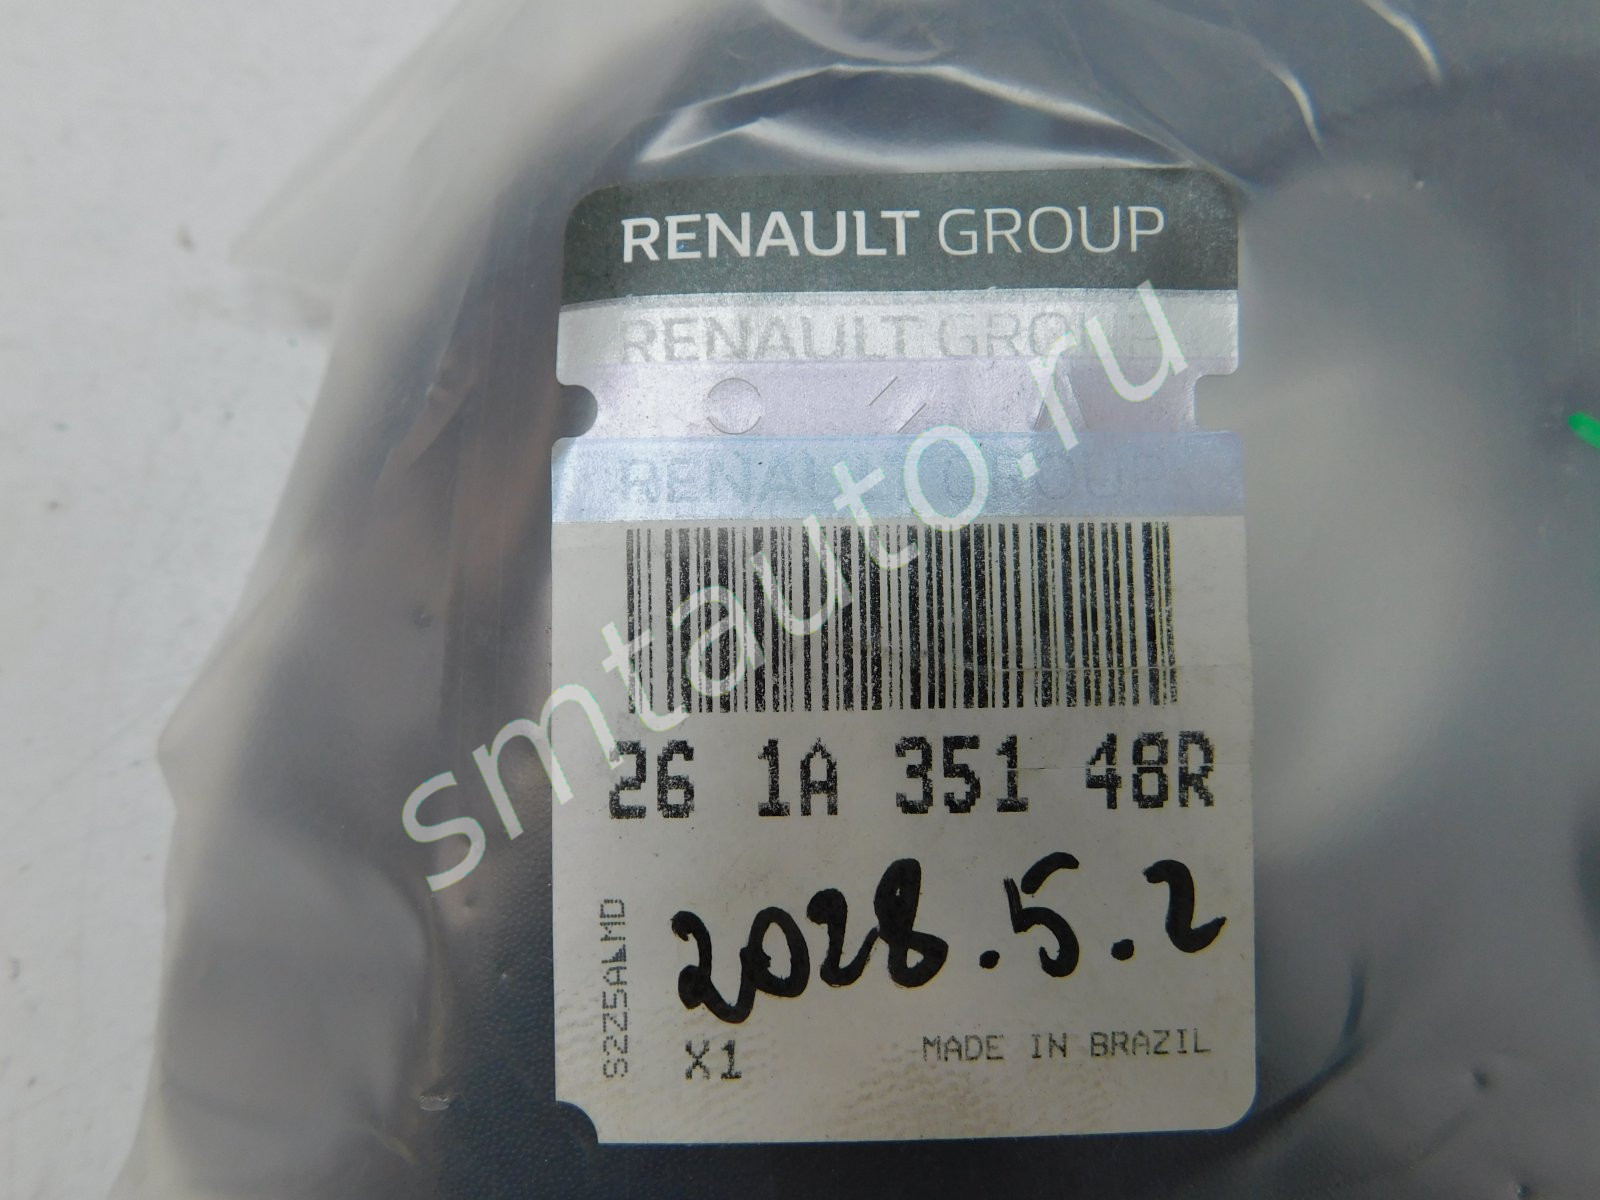 RENAULT GROUP
RENAULT GROUP
RENAULT GROUP
smtauto.ru
26 1A 351 48R
2028.5.2
S2Z5ALMD
X1
MADE IN BRAZIL